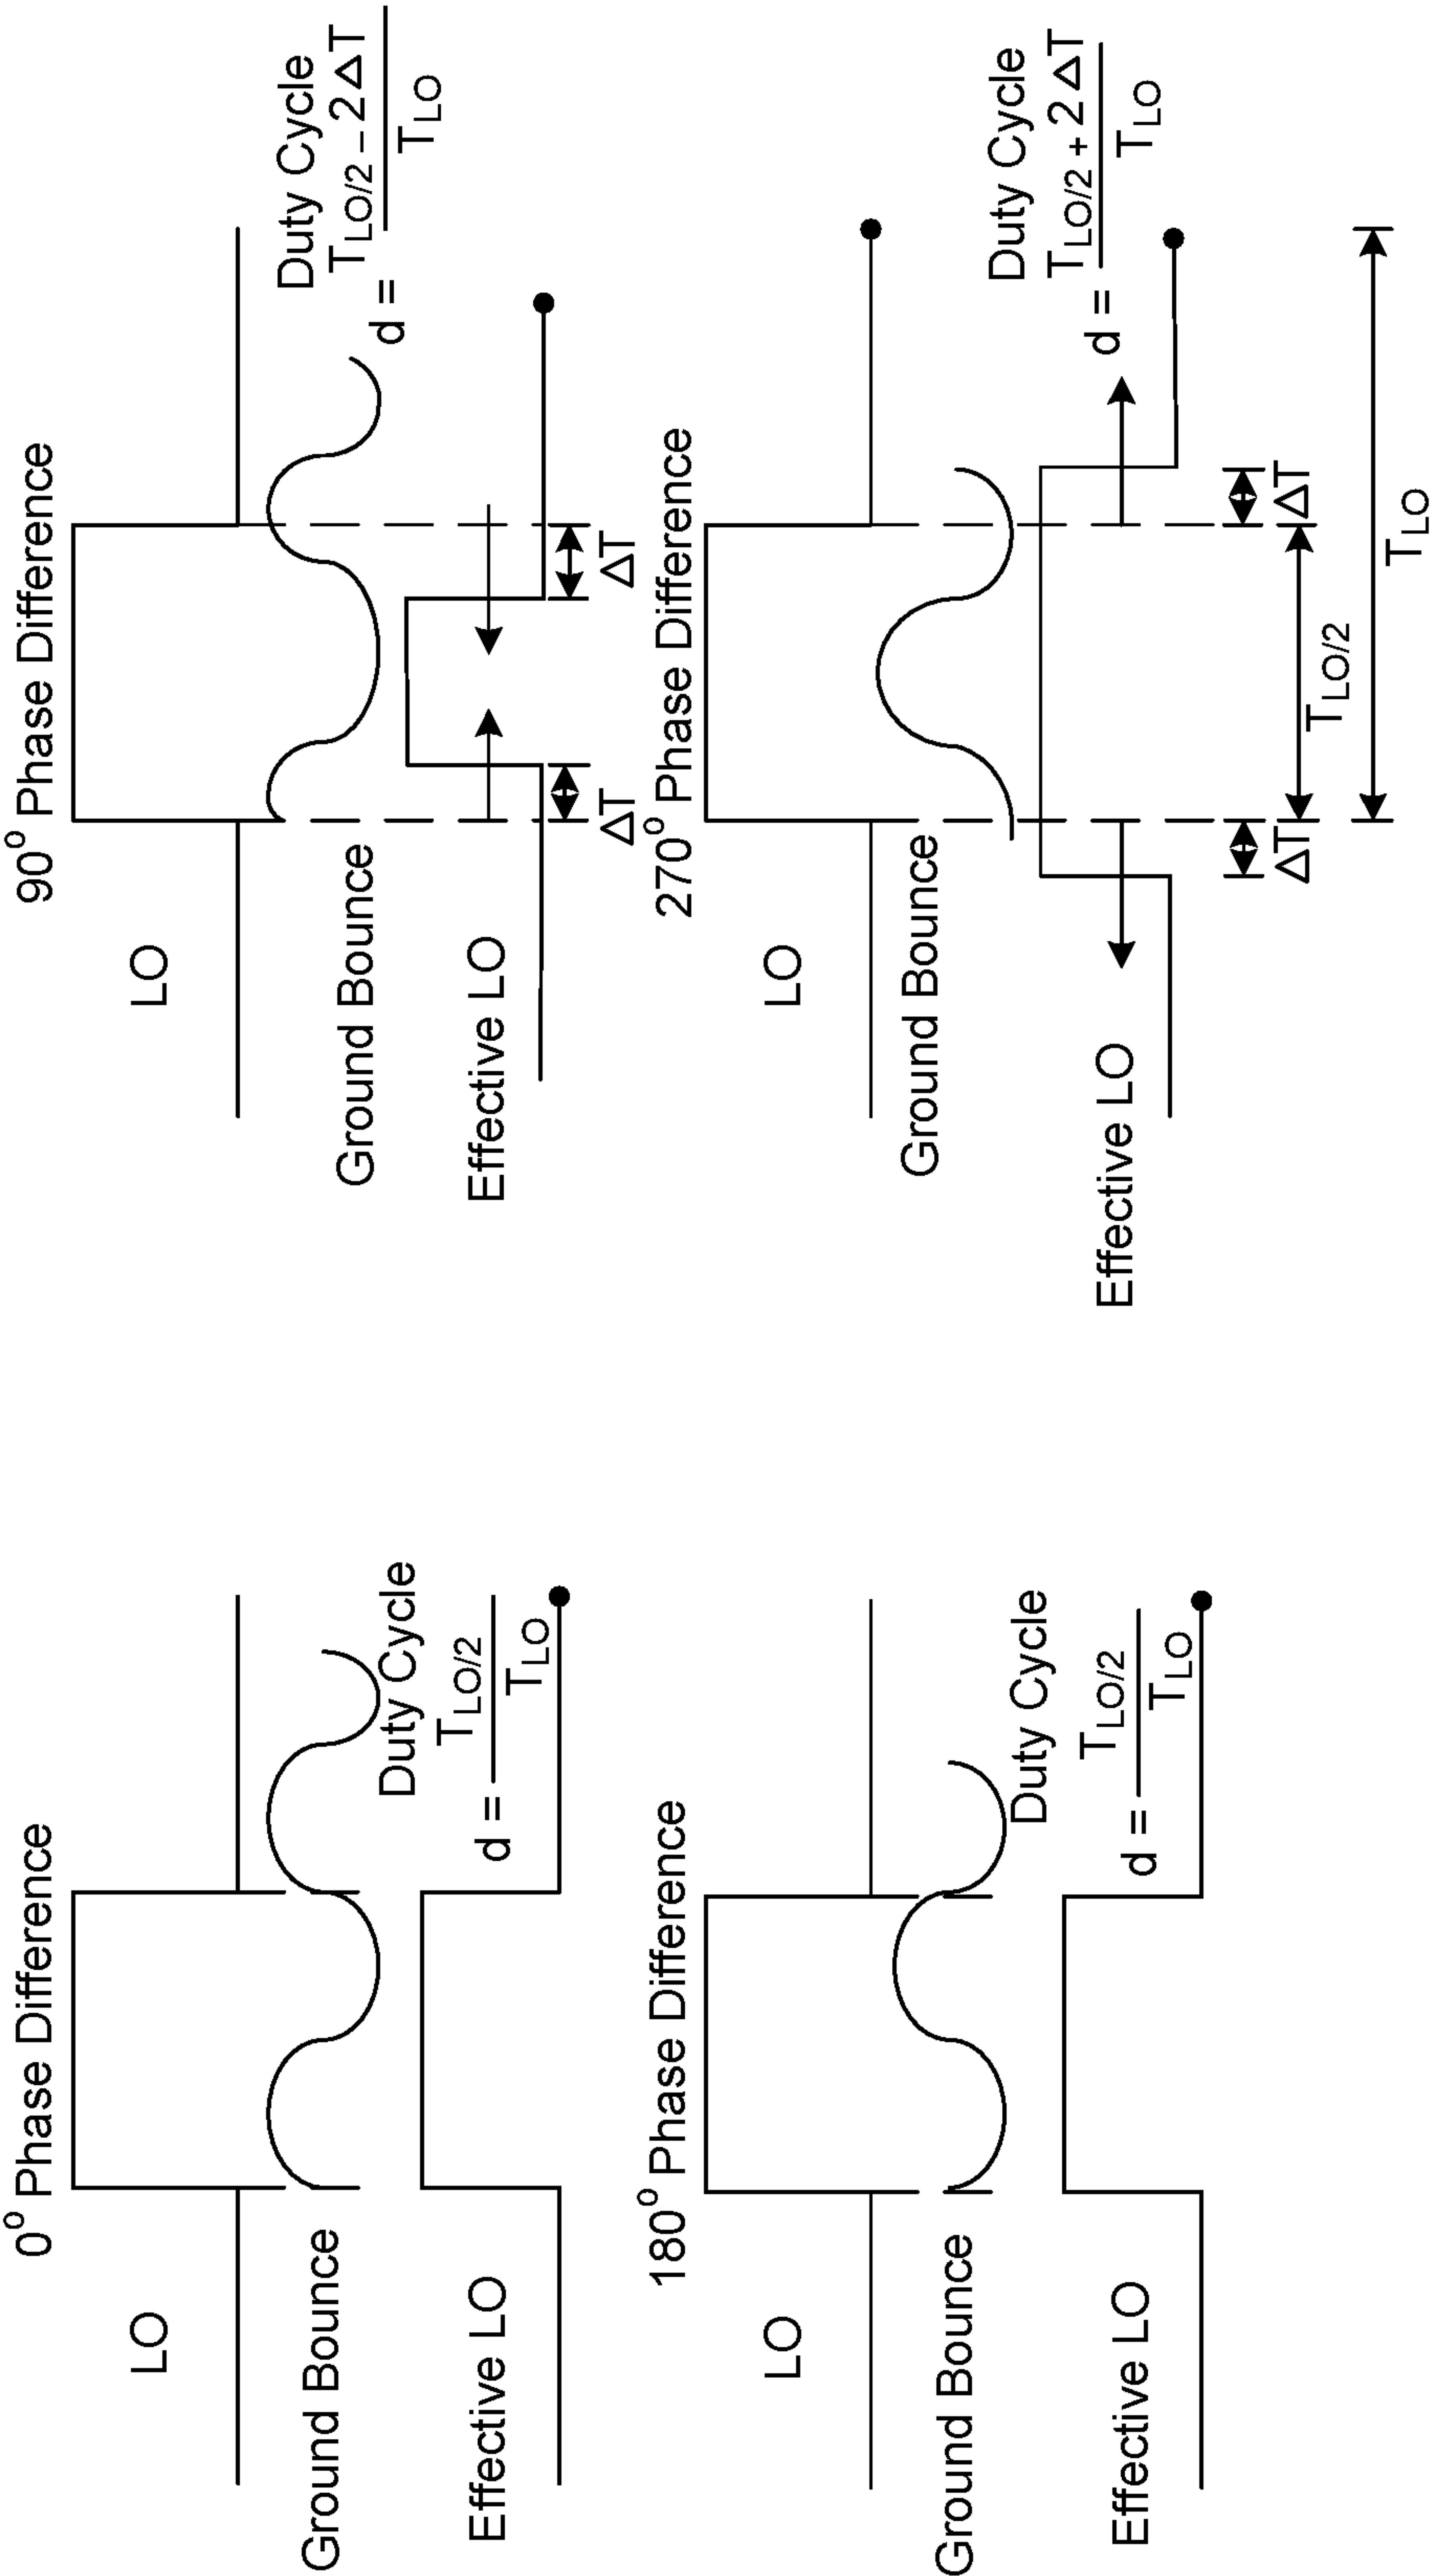 0° Phase Difference
LO
Ground Bounce
Effective LO
Duty Cycle
d = T_LO/2
T_LO
90° Phase Difference
LO
Ground Bounce
Effective LO
ΔT
ΔT
Duty Cycle
d = T_LO/2 – 2ΔT
T_LO
180° Phase Difference
LO
Ground Bounce
Effective LO
Duty Cycle
d = T_LO/2
T_LO
270° Phase Difference
LO
Ground Bounce
Effective LO
Duty Cycle
d = T_LO/2 + 2ΔT
T_LO
ΔT
ΔT
T_LO/2
T_LO